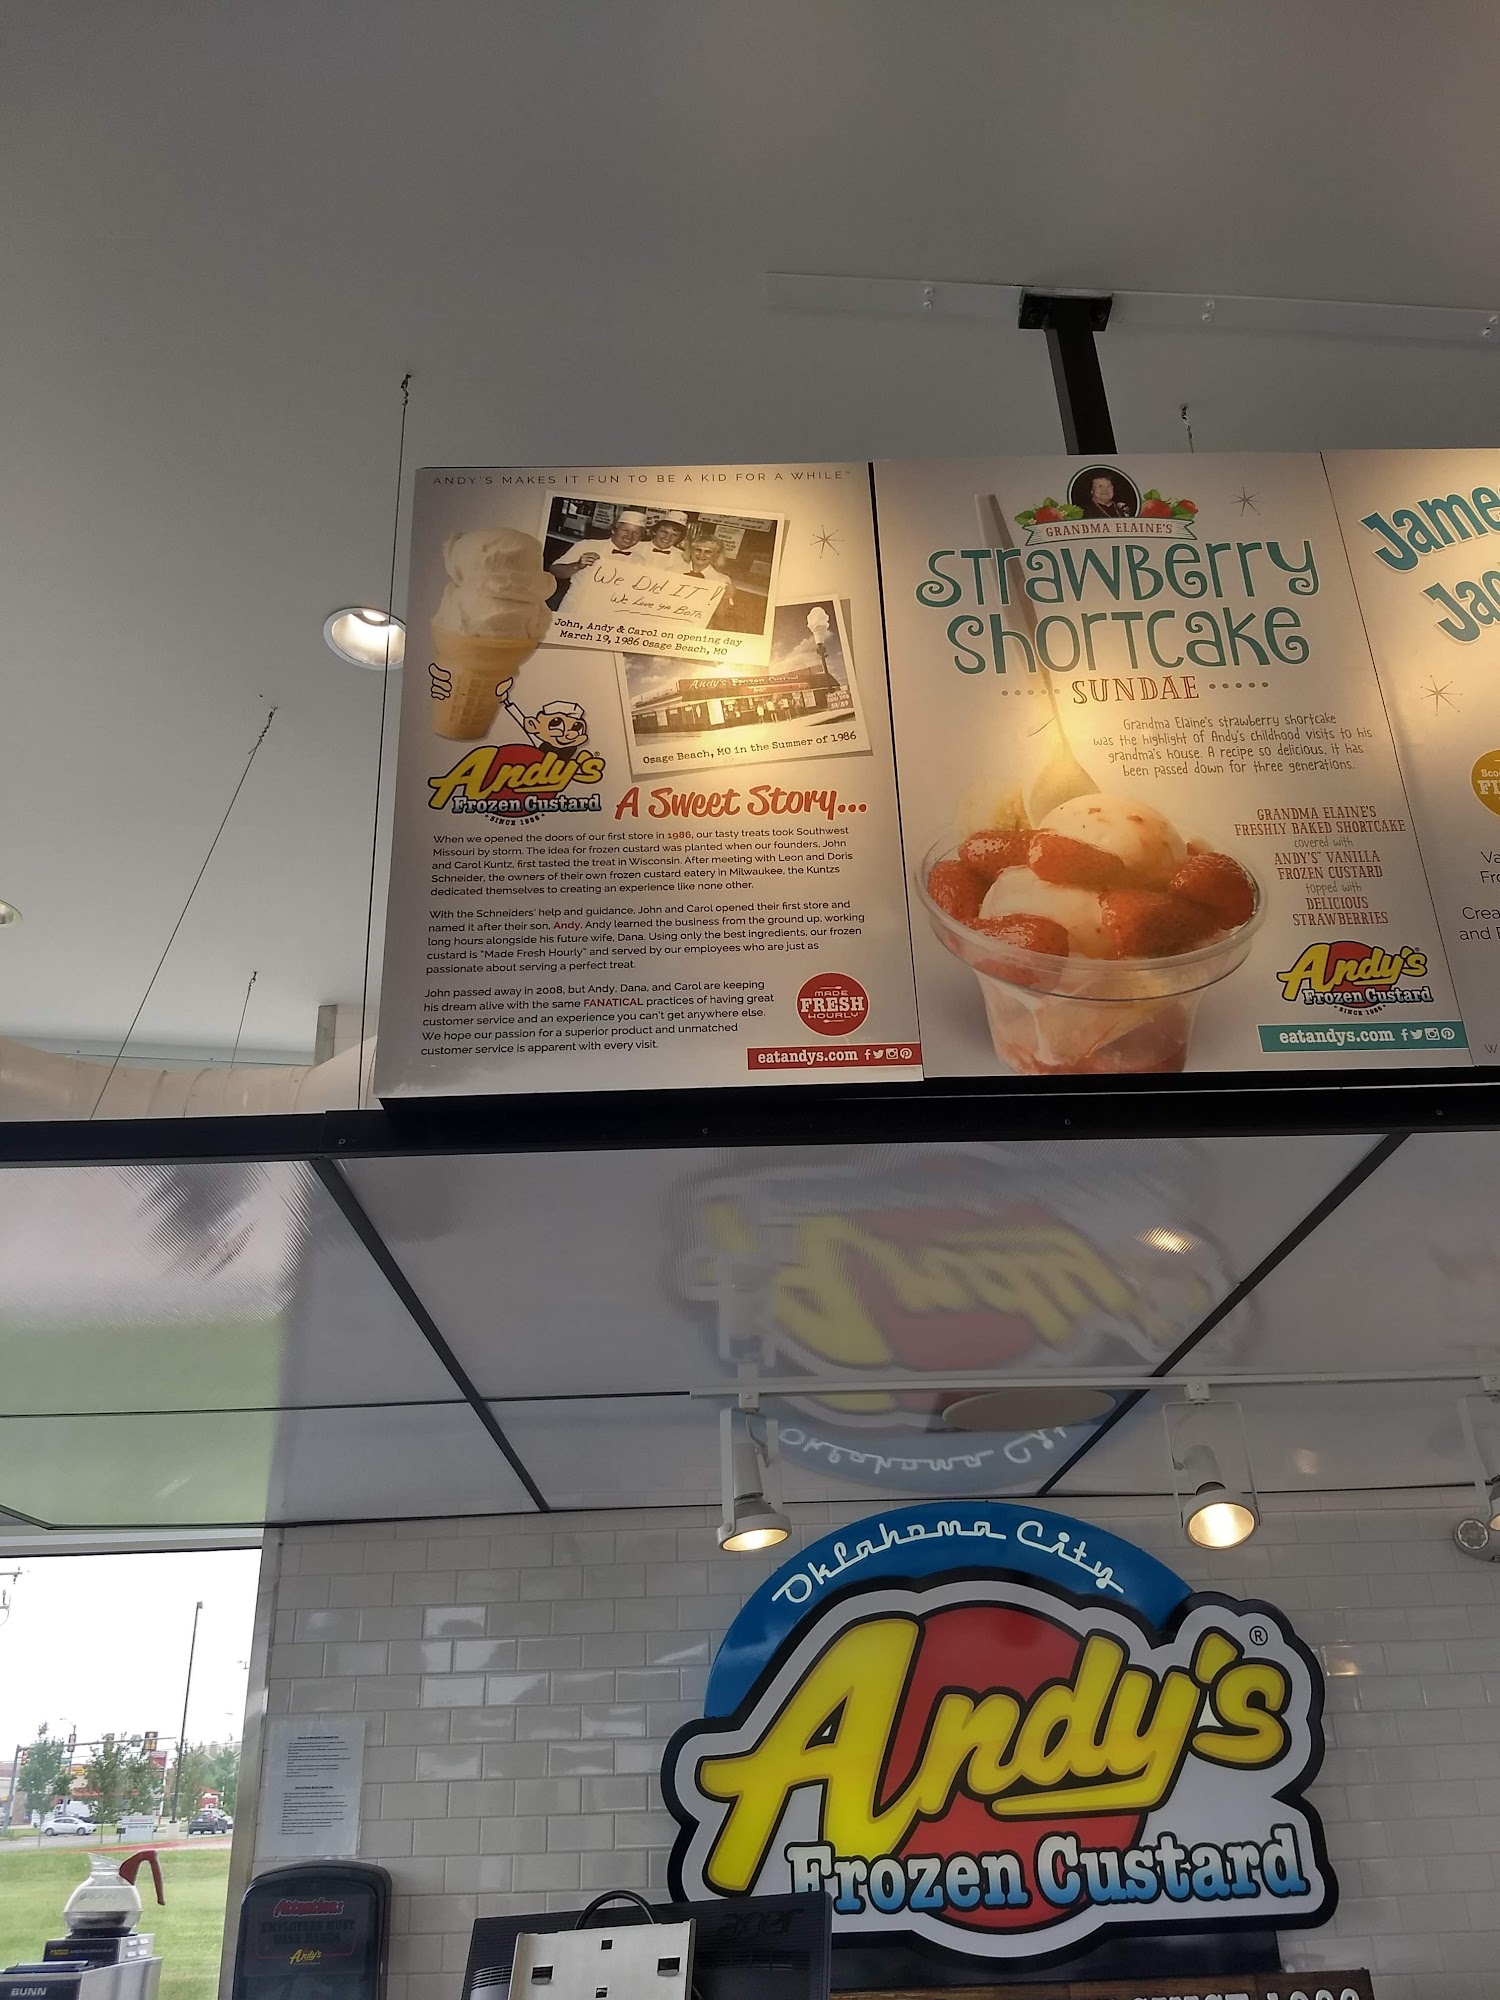 ANDY'S MAKES IT FUN TO BE A KID FOR A WHILE™
We Did IT!
We Love ya Both
John, Andy & Carol on opening day
March 19, 1986 Osage Beach, MO
Andy's Frozen Custard
Osage Beach, MO in the Summer of 1986
Andy's®
Frozen Custard
SINCE 1986
A Sweet Story...
When we opened the doors of our first store in 1986, our tasty treats took Southwest
Missouri by storm. The idea for frozen custard was planted when our founders, John
and Carol Kuntz, first tasted the treat in Wisconsin. After meeting with Leon and Doris
Schneider, the owners of their own frozen custard eatery in Milwaukee, the Kuntzs
dedicated themselves to creating an experience like none other.
With the Schneiders' help and guidance, John and Carol opened their first store and
named it after their son, Andy. Andy learned the business from the ground up, working
long hours alongside his future wife, Dana. Using only the best ingredients, our frozen
custard is "Made Fresh Hourly" and served by our employees who are just as
passionate about serving a perfect treat.
John passed away in 2008, but Andy, Dana, and Carol are keeping
his dream alive with the same FANATICAL practices of having great
customer service and an experience you can't get anywhere else.
We hope our passion for a superior product and unmatched
customer service is apparent with every visit.
MADE
FRESH
HOURLY
eatandys.com
GRANDMA ELAINE'S
STRAWBERRY
SHORTCAKE
SUNDAE
Grandma Elaine's strawberry shortcake
was the highlight of Andy's childhood visits to his
grandma's house. A recipe so delicious, it has
been passed down for three generations.
GRANDMA ELAINE'S
FRESHLY BAKED SHORTCAKE
covered with
ANDY'S™ VANILLA
FROZEN CUSTARD
topped with
DELICIOUS
STRAWBERRIES
Andy's®
Frozen Custard
SINCE 1986
eatandys.com
Oklahoma City
Andy's®
Frozen Custard
EMPLOYEES MUST
WASH HANDS
Andy's
acer
BUNN